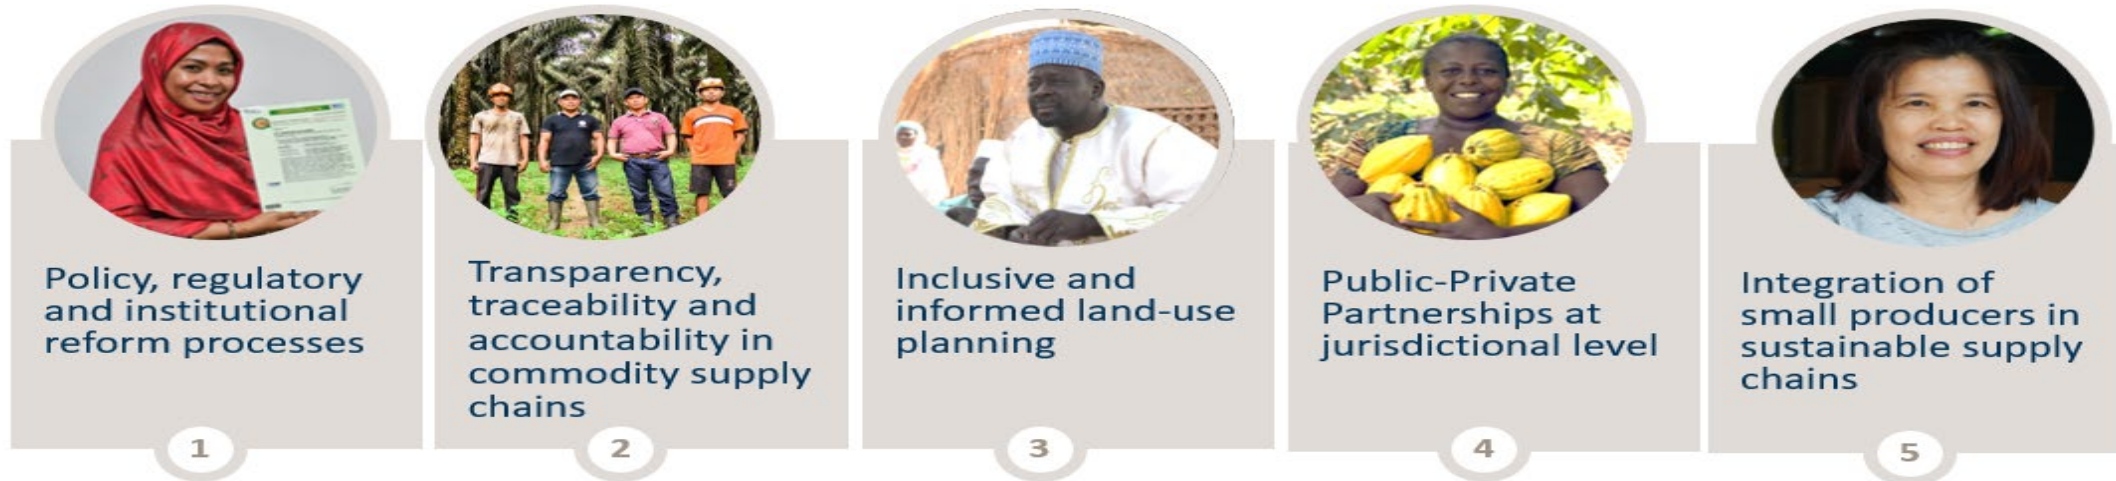 Policy, regulatory
and institutional
reform processes
1
Transparency,
traceability and
accountability in
commodity supply
chains
2
Inclusive and
informed land-use
planning
3
Public-Private
Partnerships at
jurisdictional level
4
Integration of
small producers in
sustainable supply
chains
5